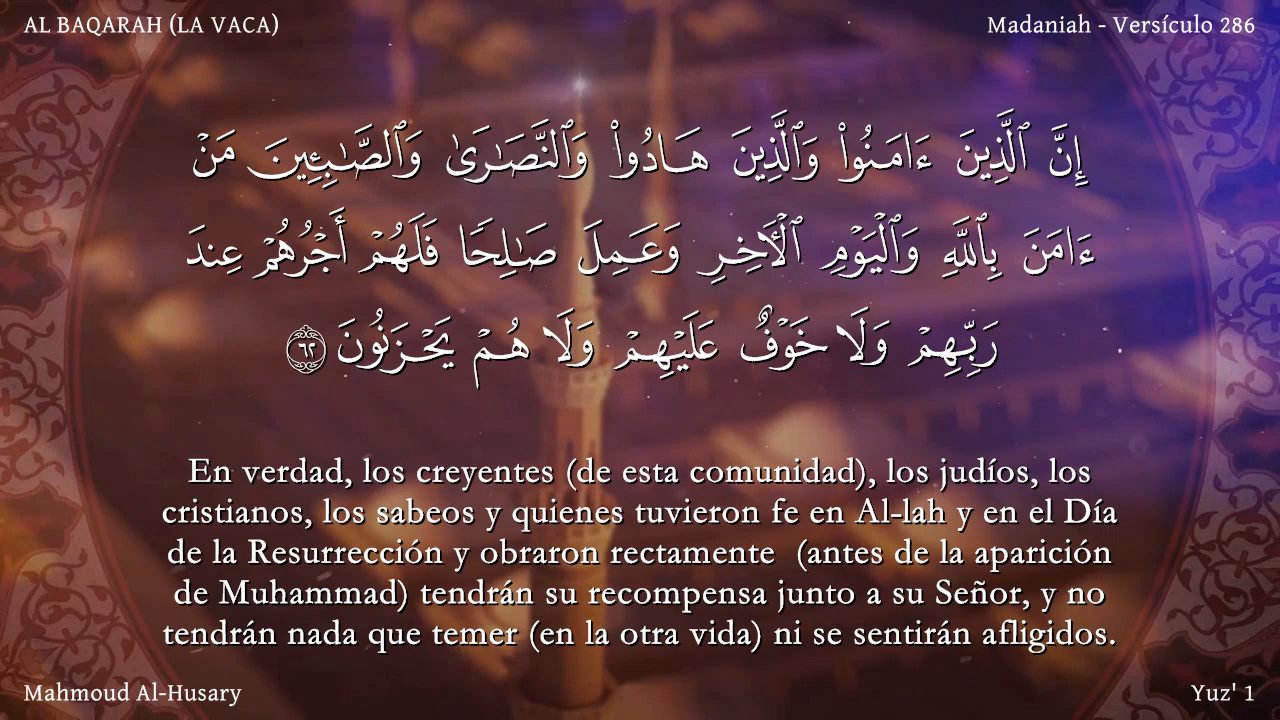 AL BAQARAH (LA VACA)
Madaniah - Versículo 286
إِنَّ ٱلَّذِينَ ءَامَنُوا۟ وَٱلَّذِينَ هَادُوا۟ وَٱلنَّصَـٰرَىٰ وَٱلصَّـٰبِـِٔينَ مَنْ
ءَامَنَ بِٱللَّهِ وَٱلْيَوْمِ ٱلْـَٔاخِرِ وَعَمِلَ صَـٰلِحًا فَلَهُمْ أَجْرُهُمْ عِندَ
رَبِّهِمْ وَلَا خَوْفٌ عَلَيْهِمْ وَلَا هُمْ يَحْزَنُونَ ٦٢
En verdad, los creyentes (de esta comunidad), los judíos, los
cristianos, los sabeos y quienes tuvieron fe en Al-lah y en el Día
de la Resurrección y obraron rectamente (antes de la aparición
de Muhammad) tendrán su recompensa junto a su Señor, y no
tendrán nada que temer (en la otra vida) ni se sentirán afligidos.
Mahmoud Al-Husary
Yuz' 1